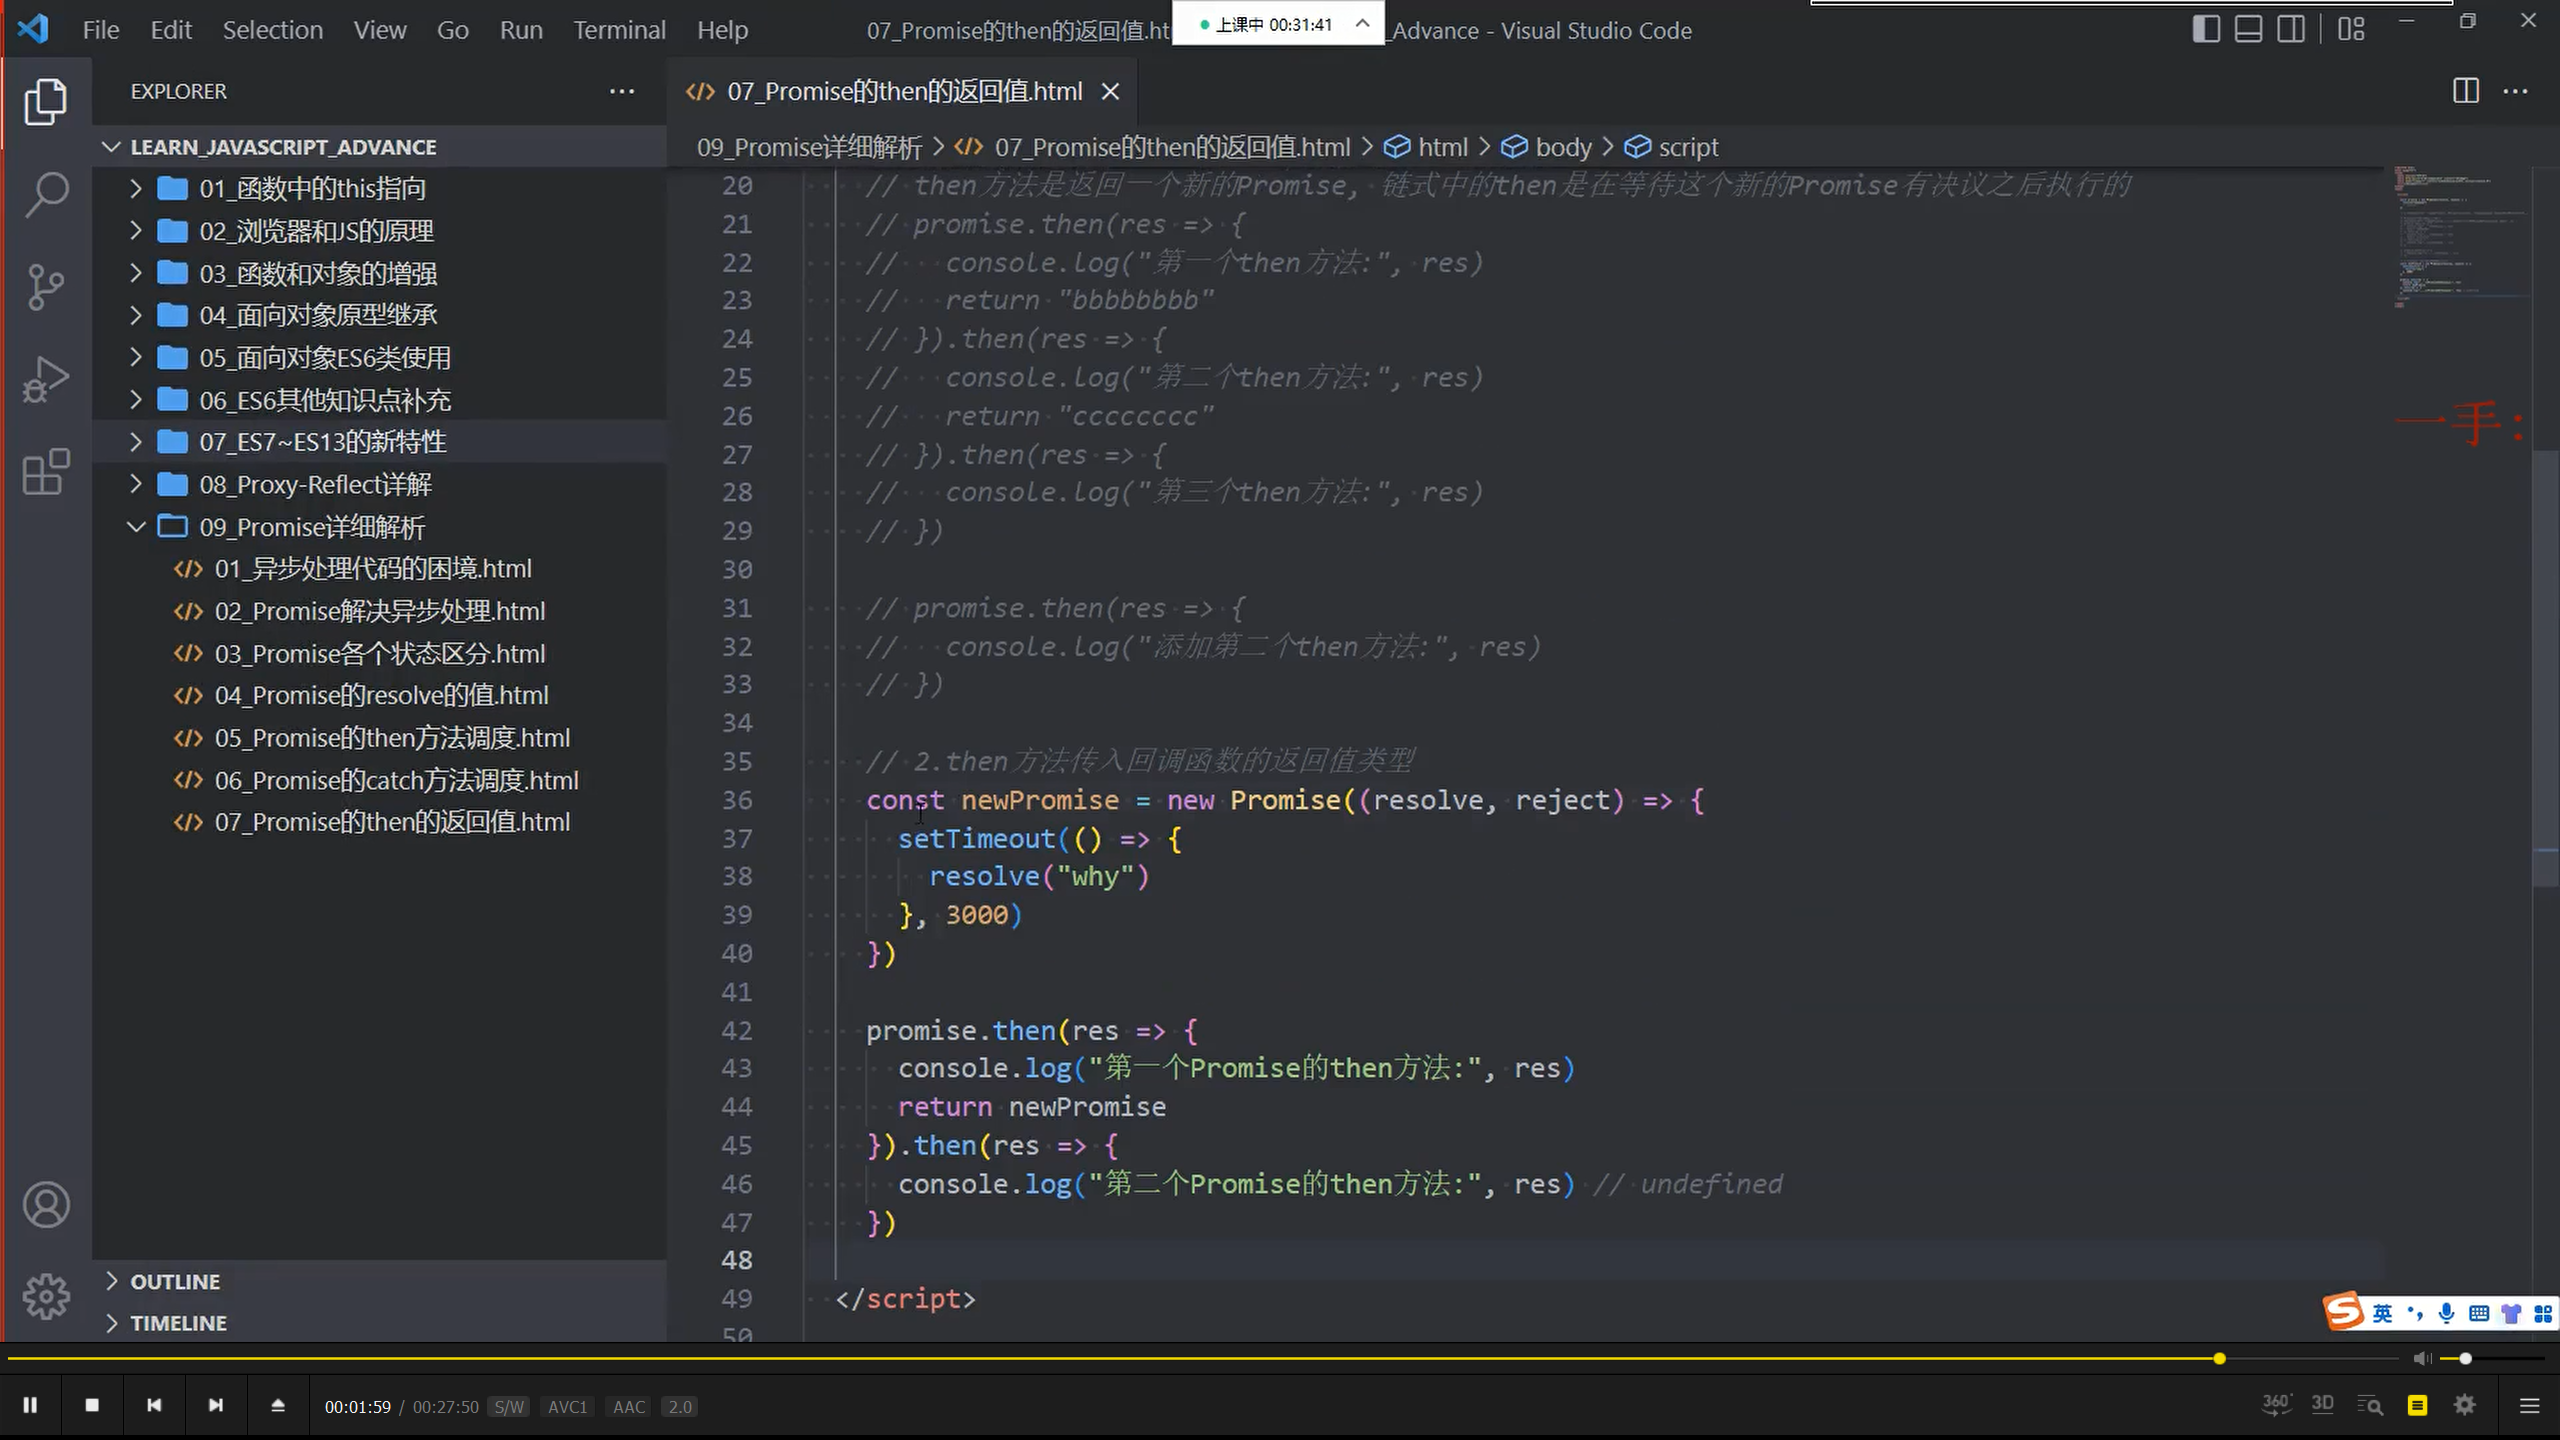 File Edit Selection View Go Run Terminal Help
07_Promise的then的返回值.ht
上课中 00:31:41
_Advance - Visual Studio Code
EXPLORER
07_Promise的then的返回值.html
LEARN_JAVASCRIPT_ADVANCE
09_Promise详细解析 > 07_Promise的then的返回值.html > html > body > script
01_函数中的this指向
02_浏览器和JS的原理
03_函数和对象的增强
04_面向对象原型继承
05_面向对象ES6类使用
06_ES6其他知识点补充
07_ES7~ES13的新特性
08_Proxy-Reflect详解
09_Promise详细解析
01_异步处理代码的困境.html
02_Promise解决异步处理.html
03_Promise各个状态区分.html
04_Promise的resolve的值.html
05_Promise的then方法调度.html
06_Promise的catch方法调度.html
07_Promise的then的返回值.html
OUTLINE
TIMELINE
20 // then方法是返回一个新的Promise, 链式中的then是在等待这个新的Promise有决议之后执行的
21 // promise.then(res => {
22 //   console.log("第一个then方法:", res)
23 //   return "bbbbbbbb"
24 // }).then(res => {
25 //   console.log("第二个then方法:", res)
26 //   return "cccccccc"
27 // }).then(res => {
28 //   console.log("第三个then方法:", res)
29 // })
30
31 // promise.then(res => {
32 //   console.log("添加第二个then方法:", res)
33 // })
34
35 // 2.then方法传入回调函数的返回值类型
36 const newPromise = new Promise((resolve, reject) => {
37   setTimeout(() => {
38     resolve("why")
39   }, 3000)
40 })
41
42 promise.then(res => {
43   console.log("第一个Promise的then方法:", res)
44   return newPromise
45 }).then(res => {
46   console.log("第二个Promise的then方法:", res) // undefined
47 })
48
49 </script>
50
一手:
英
00:01:59 / 00:27:50 S/W AVC1 AAC 2.0
360° 3D